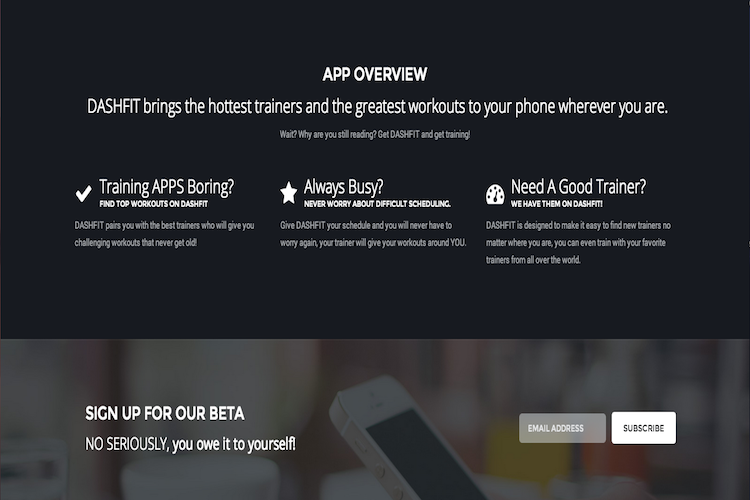 APP OVERVIEW
DASHFIT brings the hottest trainers and the greatest workouts to your phone wherever you are.
Wait? Why are you still reading? Get DASHFIT and get training!
Training APPS Boring?
FIND TOP WORKOUTS ON DASHFIT
DASHFIT pairs you with the best trainers who will give you
challenging workouts that never get old!
Always Busy?
NEVER WORRY ABOUT DIFFICULT SCHEDULING.
Give DASHFIT your schedule and you will never have to
worry again, your trainer will give your workouts around YOU.
Need A Good Trainer?
WE HAVE THEM ON DASHFIT!
DASHFIT is designed to make it easy to find new trainers no
matter where you are, you can even train with your favorite
trainers from all over the world.
SIGN UP FOR OUR BETA
NO SERIOUSLY, you owe it to yourself!
EMAIL ADDRESS
SUBSCRIBE